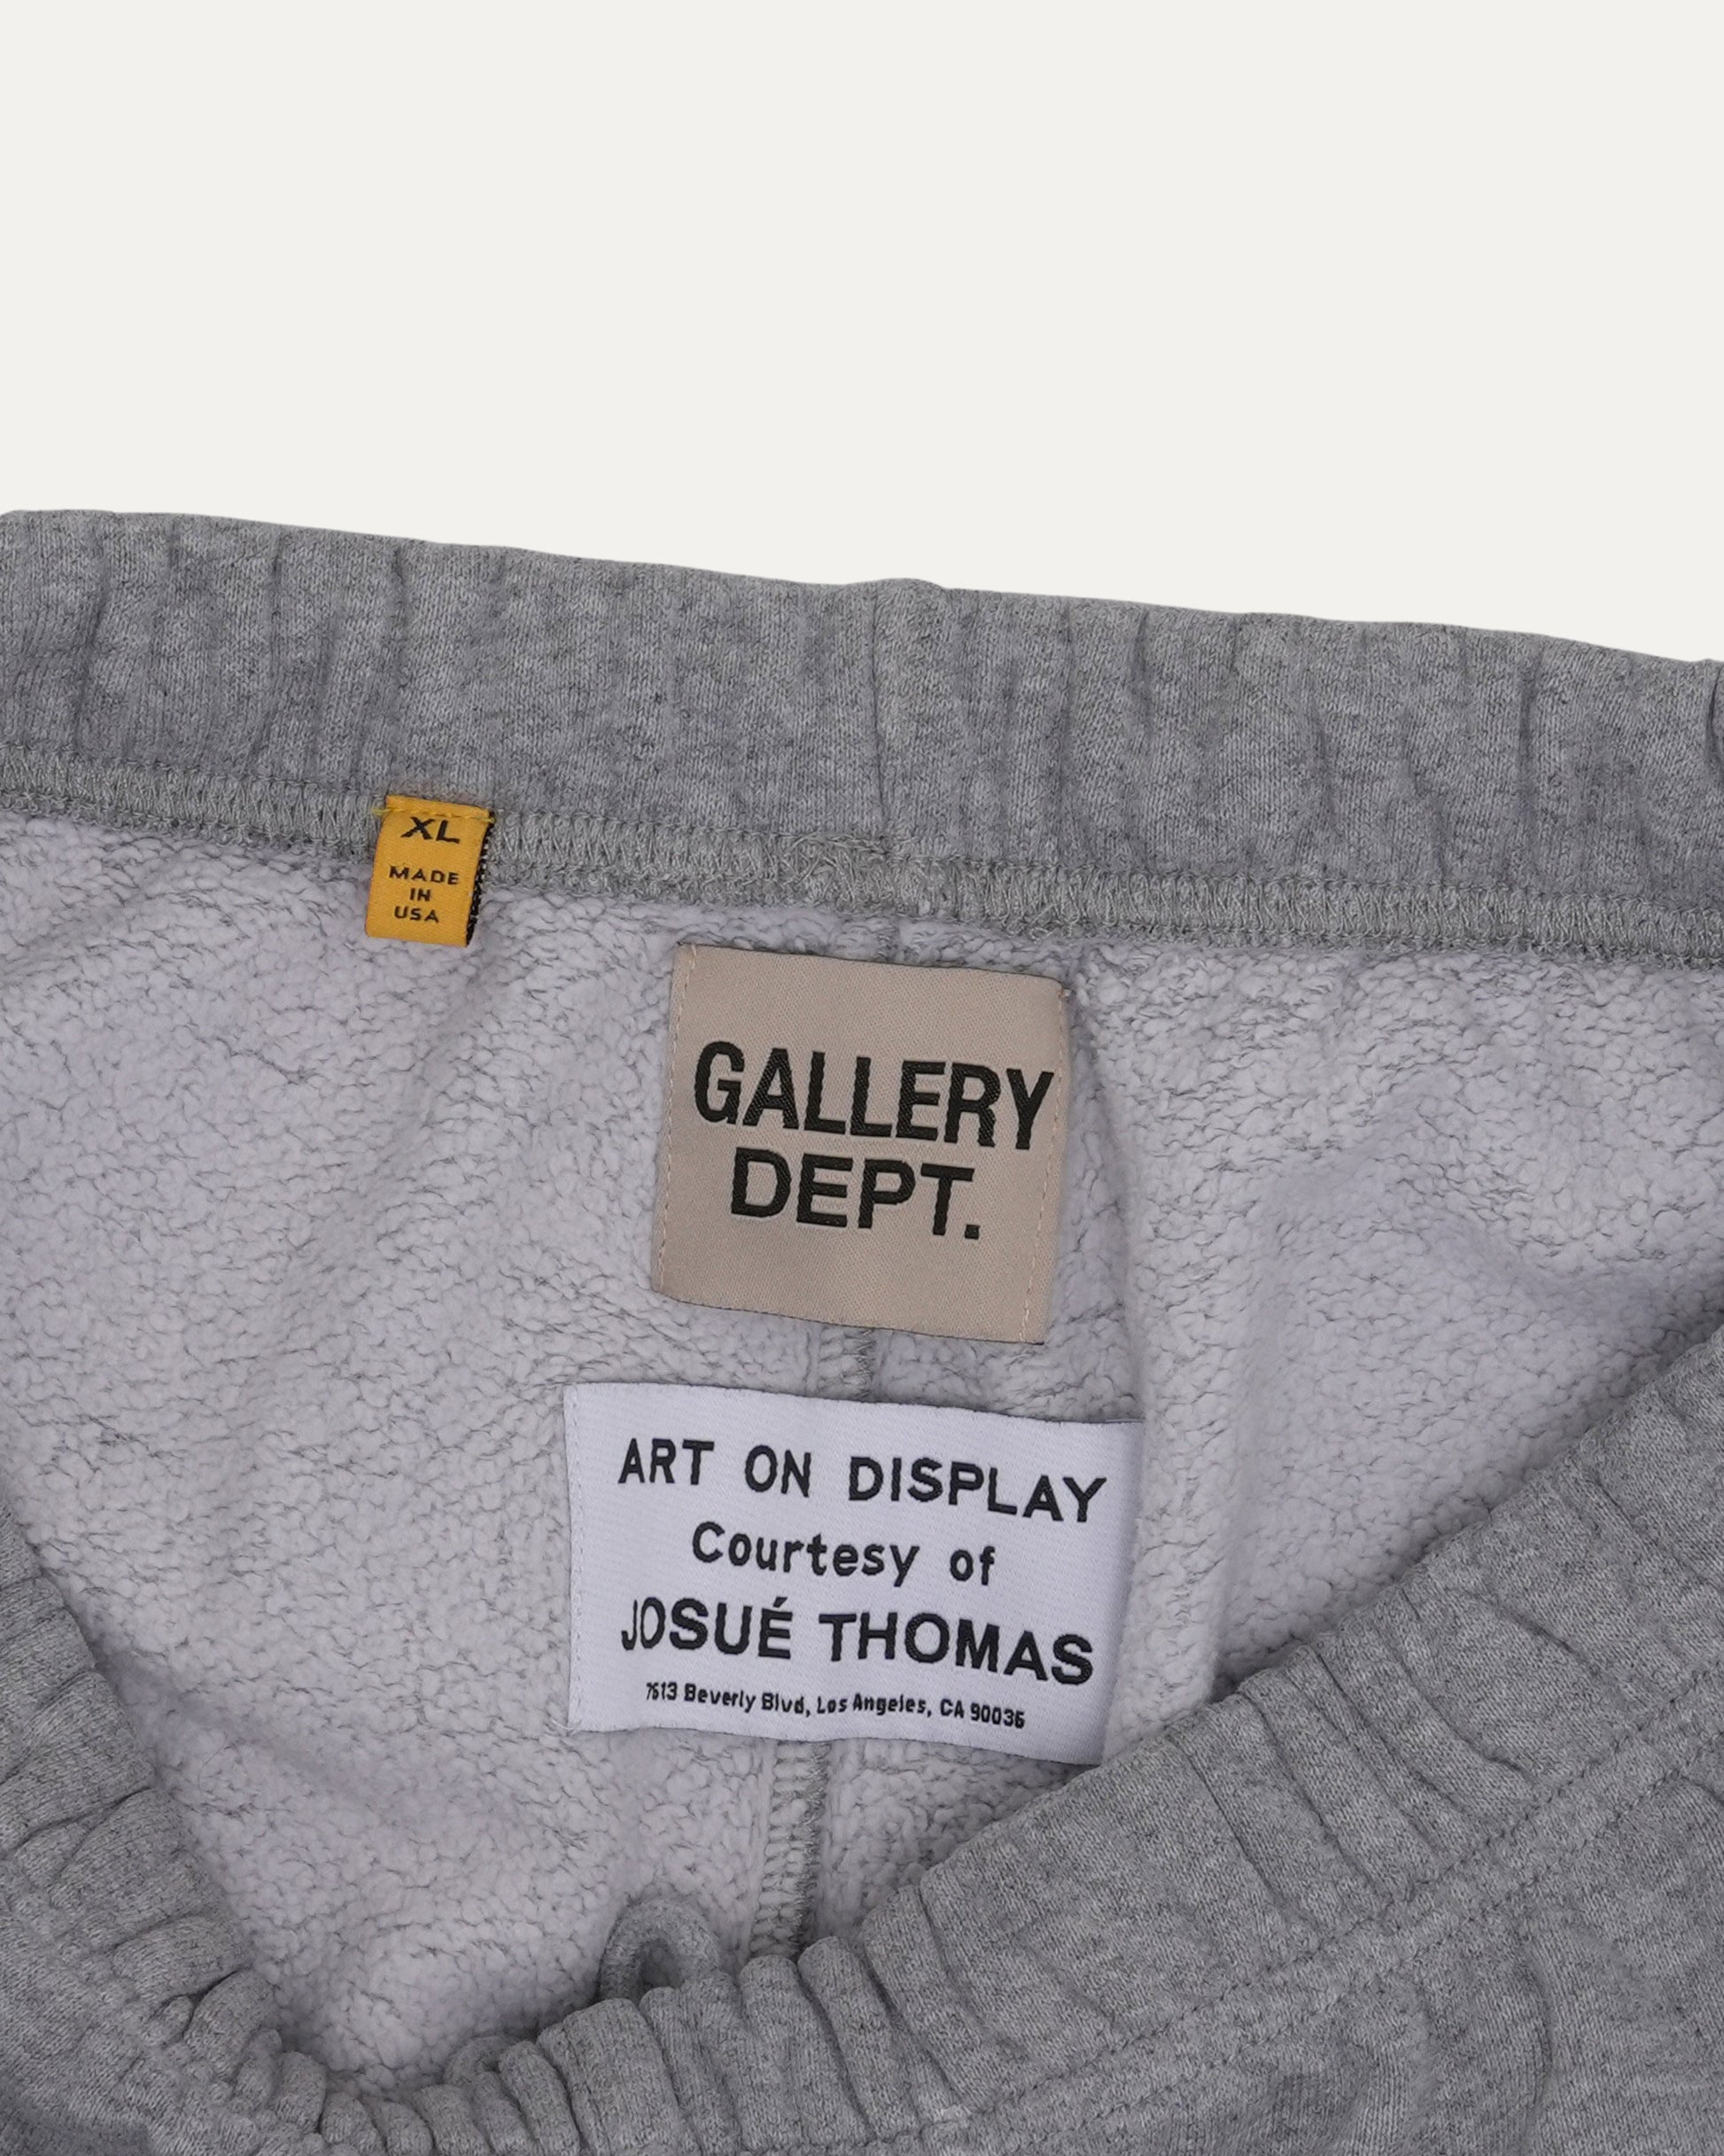 XL
MADE
IN
USA
GALLERY
DEPT.
ART ON DISPLAY
Courtesy of
JOSUÉ THOMAS
7613 Beverly Blvd, Los Angeles, CA 90036